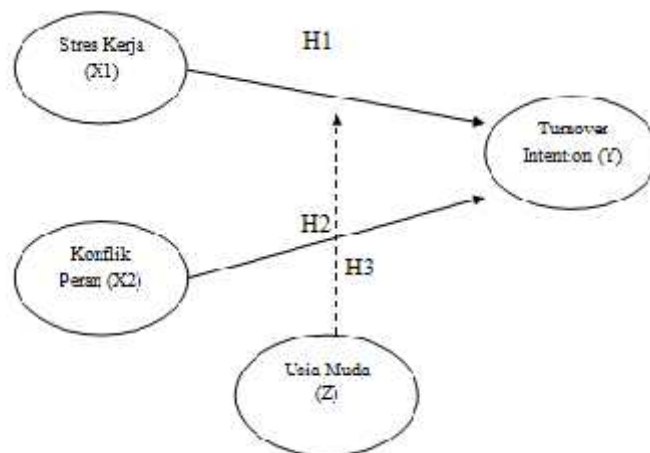 Stres Kerja
(X1)
H1
Turnover
Intention (Y)
H2
Konflik
Peran (X2)
H3
Usia Muda
(Z)